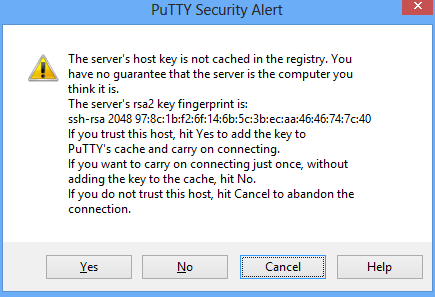 PuTTY Security Alert
The server's host key is not cached in the registry. You
have no guarantee that the server is the computer you
think it is.
The server's rsa2 key fingerprint is:
ssh-rsa 2048 97:8c:1b:f2:6f:14:6b:5c:3b:ec:aa:46:46:74:7c:40
If you trust this host, hit Yes to add the key to
PuTTY's cache and carry on connecting.
If you want to carry on connecting just once, without
adding the key to the cache, hit No.
If you do not trust this host, hit Cancel to abandon the
connection.
Yes No Cancel Help